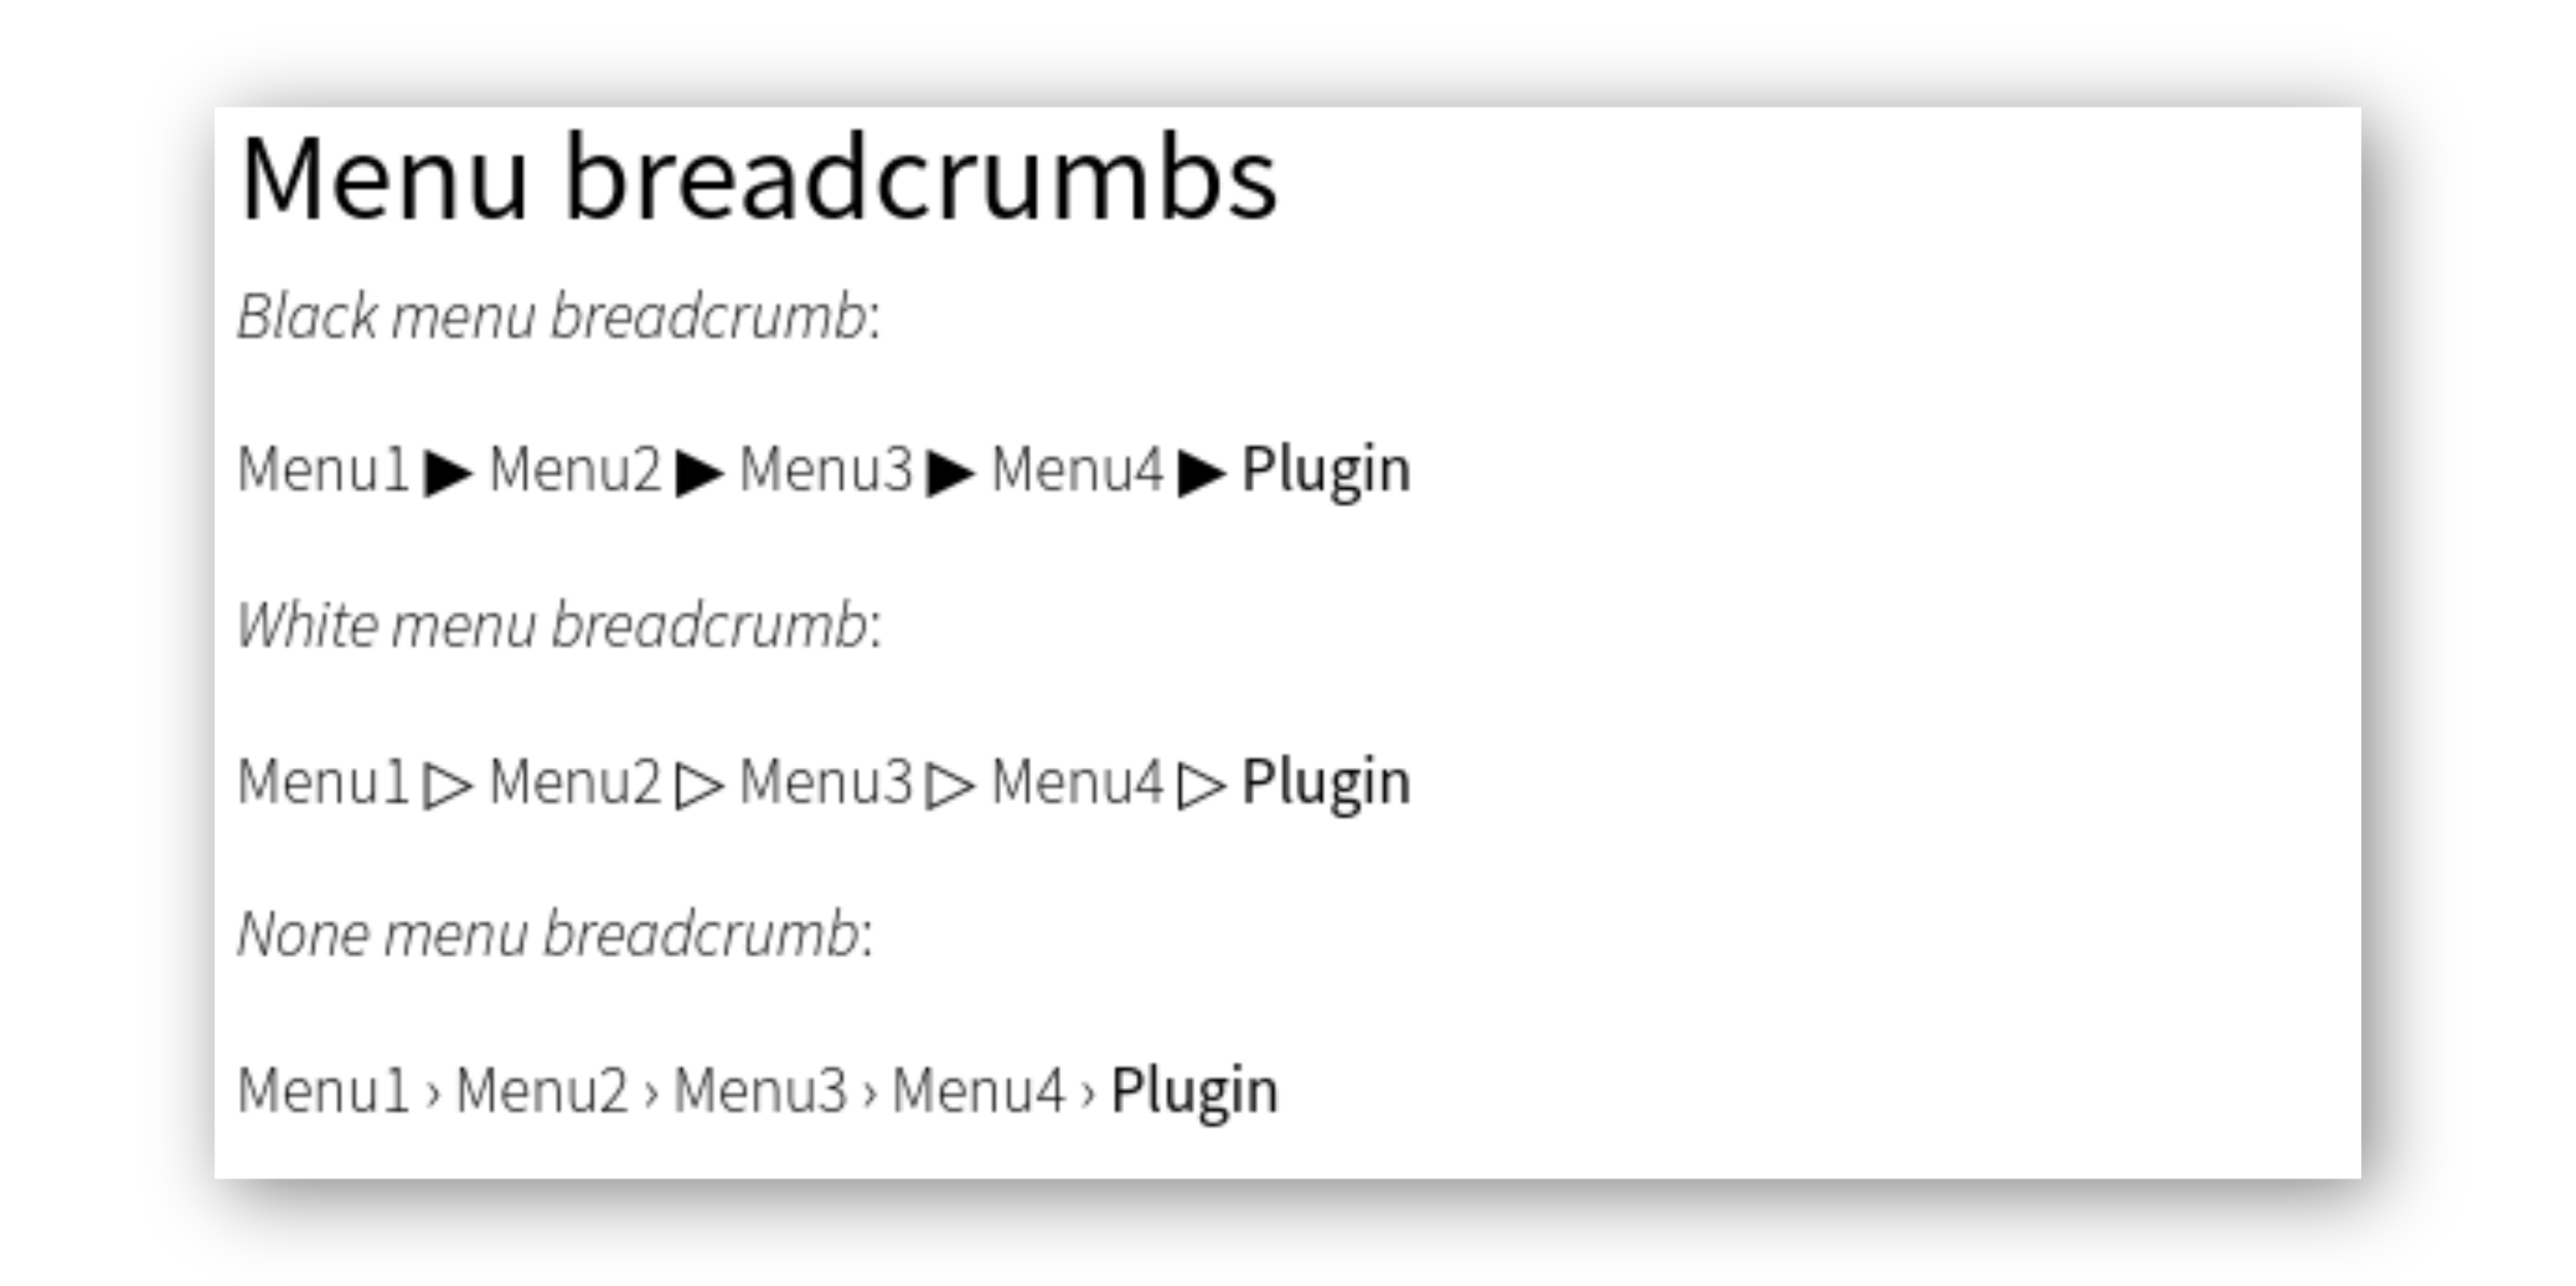 Menu breadcrumbs
Black menu breadcrumb:
Menu1 ▶ Menu2 ▶ Menu3 ▶ Menu4 ▶ Plugin
White menu breadcrumb:
Menu1 ▷ Menu2 ▷ Menu3 ▷ Menu4 ▷ Plugin
None menu breadcrumb:
Menu1 › Menu2 › Menu3 › Menu4 › Plugin